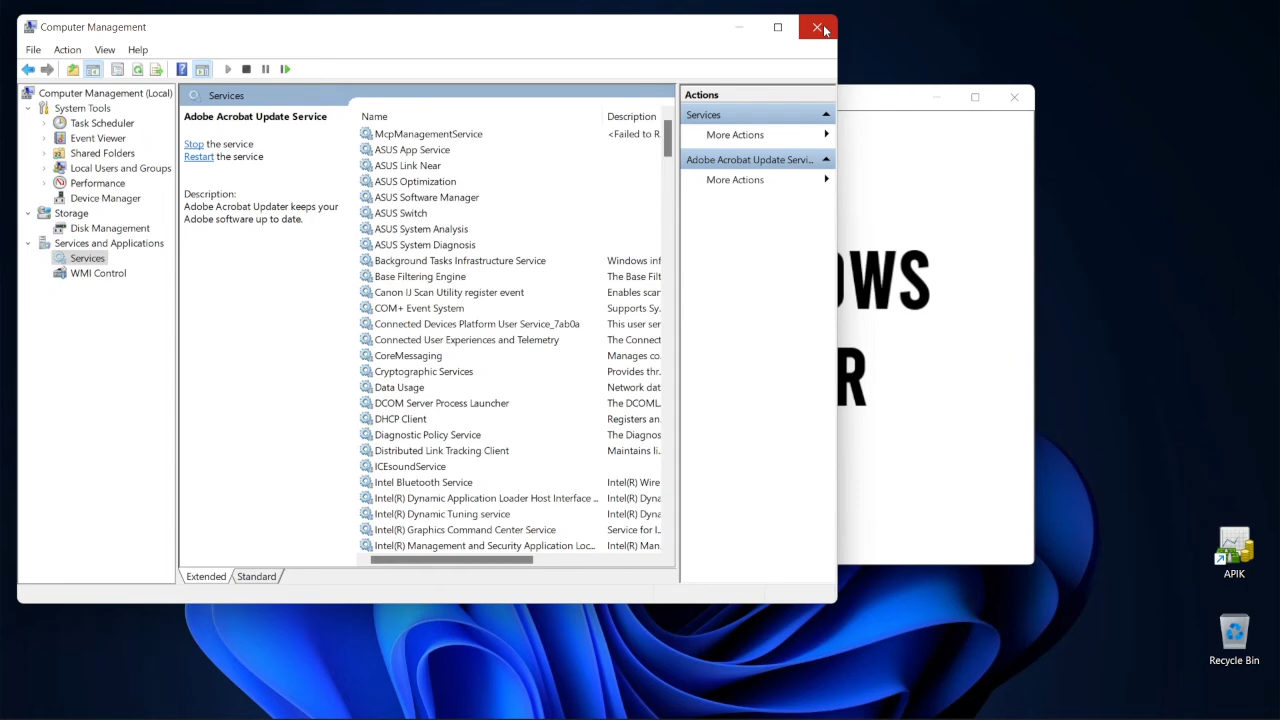 Computer Management
File Action View Help
Computer Management (Local)
System Tools
Task Scheduler
Event Viewer
Shared Folders
Local Users and Groups
Performance
Device Manager
Storage
Disk Management
Services and Applications
Services
WMI Control
Services
Adobe Acrobat Update Service
Stop the service
Restart the service
Description:
Adobe Acrobat Updater keeps your
Adobe software up to date.
Name Description
McpManagementService <Failed to R
ASUS App Service
ASUS Link Near
ASUS Optimization
ASUS Software Manager
ASUS Switch
ASUS System Analysis
ASUS System Diagnosis
Background Tasks Infrastructure Service Windows inf
Base Filtering Engine The Base Filt
Canon IJ Scan Utility register event Enables scar
COM+ Event System Supports Sy.
Connected Devices Platform User Service_7ab0a This user ser
Connected User Experiences and Telemetry The Connect
CoreMessaging Manages co.
Cryptographic Services Provides thr.
Data Usage Network dat
DCOM Server Process Launcher The DCOML
DHCP Client Registers an.
Diagnostic Policy Service The Diagnos
Distributed Link Tracking Client Maintains li.
ICEsoundService
Intel Bluetooth Service Intel(R) Wire
Intel(R) Dynamic Application Loader Host Interface ... Intel(R) Dyna
Intel(R) Dynamic Tuning service Intel(R) Dyna
Intel(R) Graphics Command Center Service Service for I.
Intel(R) Management and Security Application Loc... Intel(R) Man.
Extended Standard
Actions
Services
More Actions
Adobe Acrobat Update Servi...
More Actions
OWS
R
APIK
Recycle Bin